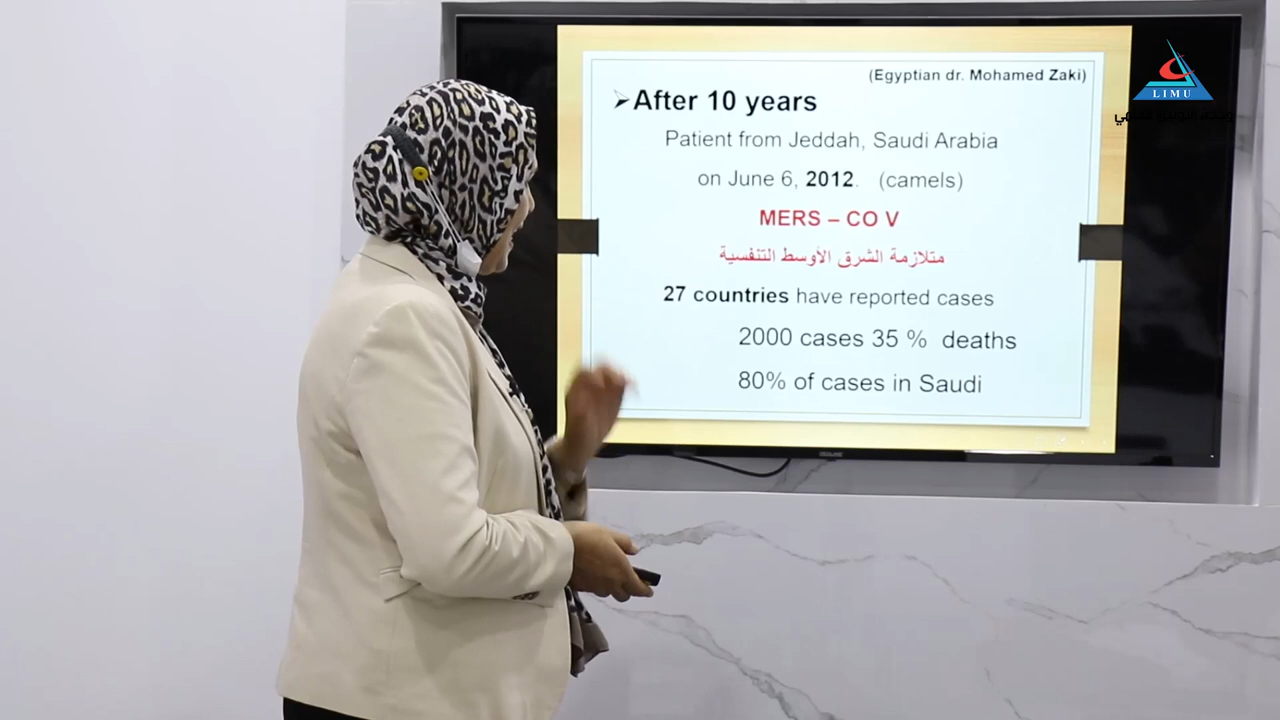 (Egyptian dr. Mohamed Zaki)
➢After 10 years
Patient from Jeddah, Saudi Arabia
on June 6, 2012. (camels)
MERS – CO V
متلازمة الشرق الأوسط التنفسية
27 countries have reported cases
2000 cases 35 % deaths
80% of cases in Saudi
LIMU